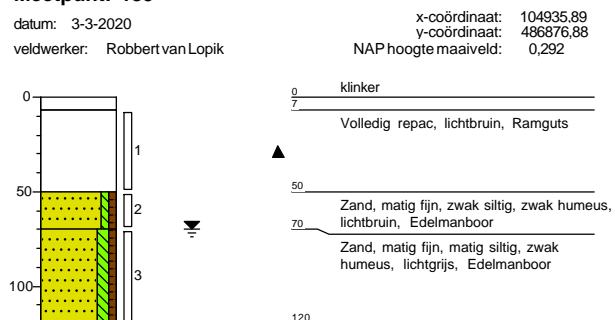 datum: 3-3-2020
veldwerker: Robbert van Lopik
x-coördinaat: 104935,89
y-coördinaat: 486876,88
NAP hoogte maaiveld: 0,292
0
50
100
1
2
3
0 klinker
7
Volledig repac, lichtbruin, Ramguts
50
Zand, matig fijn, zwak siltig, zwak humeus,
lichtbruin, Edelmanboor
70
Zand, matig fijn, matig siltig, zwak
humeus, lichtgrijs, Edelmanboor
120